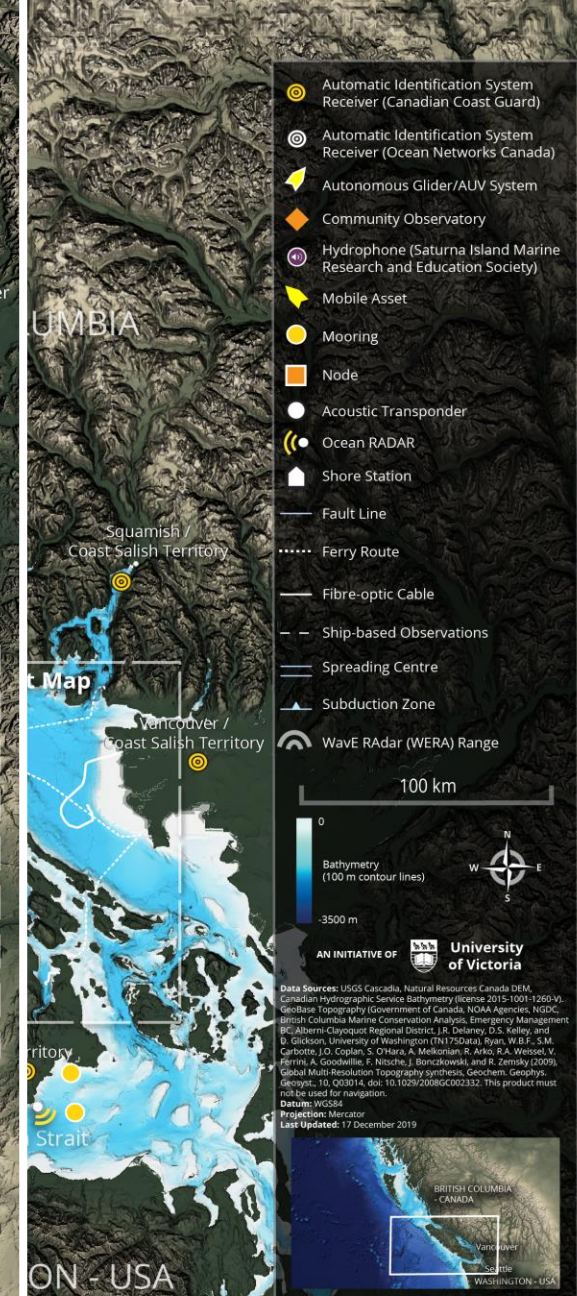 Automatic Identification System
Receiver (Canadian Coast Guard)
Automatic Identification System
Receiver (Ocean Networks Canada)
Autonomous Glider/AUV System
Community Observatory
Hydrophone (Saturna Island Marine
Research and Education Society)
Mobile Asset
Mooring
Node
Acoustic Transponder
Ocean RADAR
Shore Station
Fault Line
Ferry Route
Fibre-optic Cable
Ship-based Observations
Spreading Centre
Subduction Zone
WavE RAdar (WERA) Range
100 km
0
Bathymetry
(100 m contour lines)
-3500 m
N
W
E
S
AN INITIATIVE OF
University
of Victoria
Data Sources: USGS Cascadia, Natural Resources Canada DEM,
Canadian Hydrographic Service Bathymetry (license 2015-1001-1260-V).
GeoBase Topography (Government of Canada, NOAA Agencies, NGDC,
British Columbia Marine Conservation Analysis, Emergency Management
BC, Alberni-Clayoquot Regional District, J.R. Delaney, D.S. Kelley, and
D. Glickson, University of Washington (TN175Data), Ryan, W.B.F., S.M.
Carbotte, J.O. Coplan, S. O'Hara, A. Melkonian, R. Arko, R.A. Weissel, V.
Ferrini, A. Goodwillie, F. Nitsche, J. Bonczkowski, and R. Zemsky (2009),
Global Multi-Resolution Topography synthesis, Geochem. Geophys.
Geosyst., 10, Q03014, doi: 10.1029/2008GC002332. This product must
not be used for navigation.
Datum: WGS84
Projection: Mercator
Last Updated: 17 December 2019
BRITISH COLUMBIA
- CANADA
Vancouver
Seattle
WASHINGTON - USA
er
UMBIA
Squamish /
Coast Salish Territory
t Map
Vancouver /
Coast Salish Territory
rritory
Strait
ON - USA